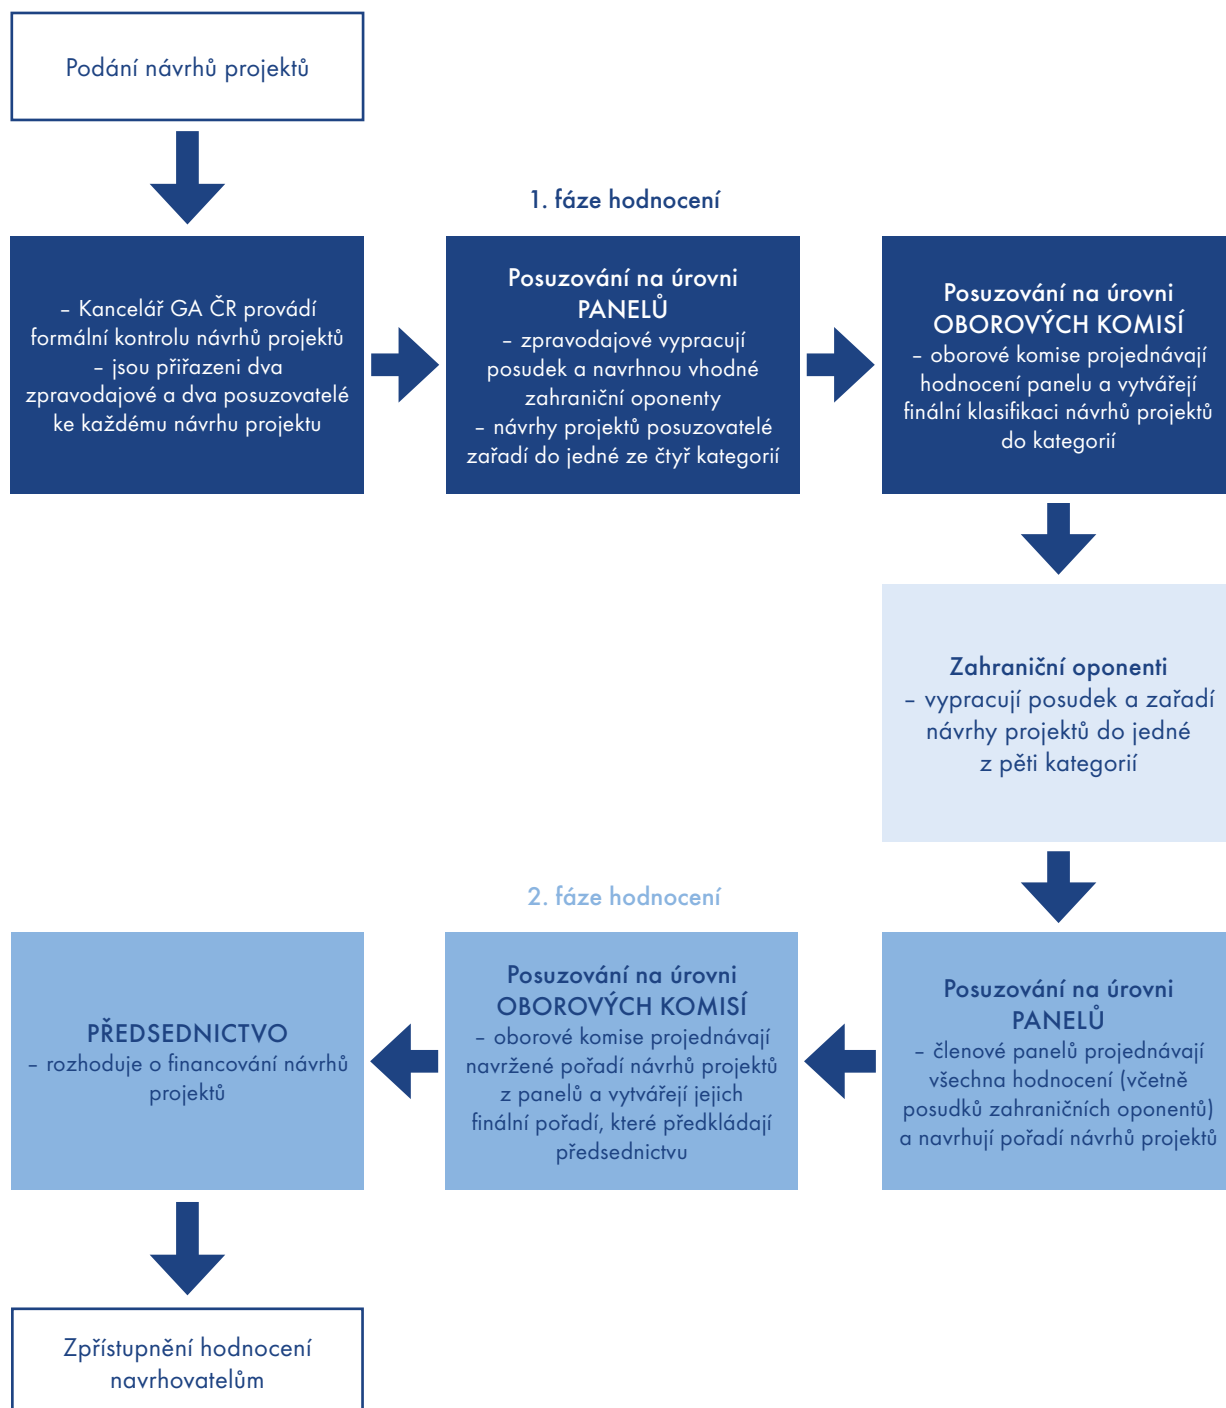 Podání návrhů projektů
1. fáze hodnocení
– Kancelář GA ČR provádí
formální kontrolu návrhů projektů
– jsou přiřazeni dva
zpravodajové a dva posuzovatelé
ke každému návrhu projektu
Posuzování na úrovni
PANELŮ
– zpravodajové vypracují
posudek a navrhnou vhodné
zahraniční oponenty
– návrhy projektů posuzovatelé
zařadí do jedné ze čtyř kategorií
Posuzování na úrovni
OBOROVÝCH KOMISÍ
– oborové komise projednávají
hodnocení panelu a vytvářejí
finální klasifikaci návrhů projektů
do kategorií
Zahraniční oponenti
– vypracují posudek a zařadí
návrhy projektů do jedné
z pěti kategorií
2. fáze hodnocení
Posuzování na úrovni
PANELŮ
– členové panelů projednávají
všechna hodnocení (včetně
posudků zahraničních oponentů)
a navrhují pořadí návrhů projektů
Posuzování na úrovni
OBOROVÝCH KOMISÍ
– oborové komise projednávají
navržené pořadí návrhů projektů
z panelů a vytvářejí jejich
finální pořadí, které předkládají
předsednictvu
PŘEDSEDNICTVO
– rozhoduje o financování návrhů
projektů
Zpřístupnění hodnocení
navrhovatelům